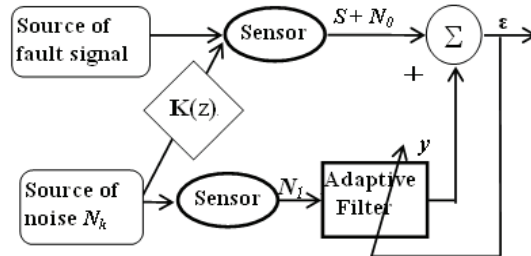 Source of
fault signal
Sensor
S + N₀
Σ
ε
+
K(z)
Source of
noise Nₖ
Sensor
N₁
Adaptive
Filter
y